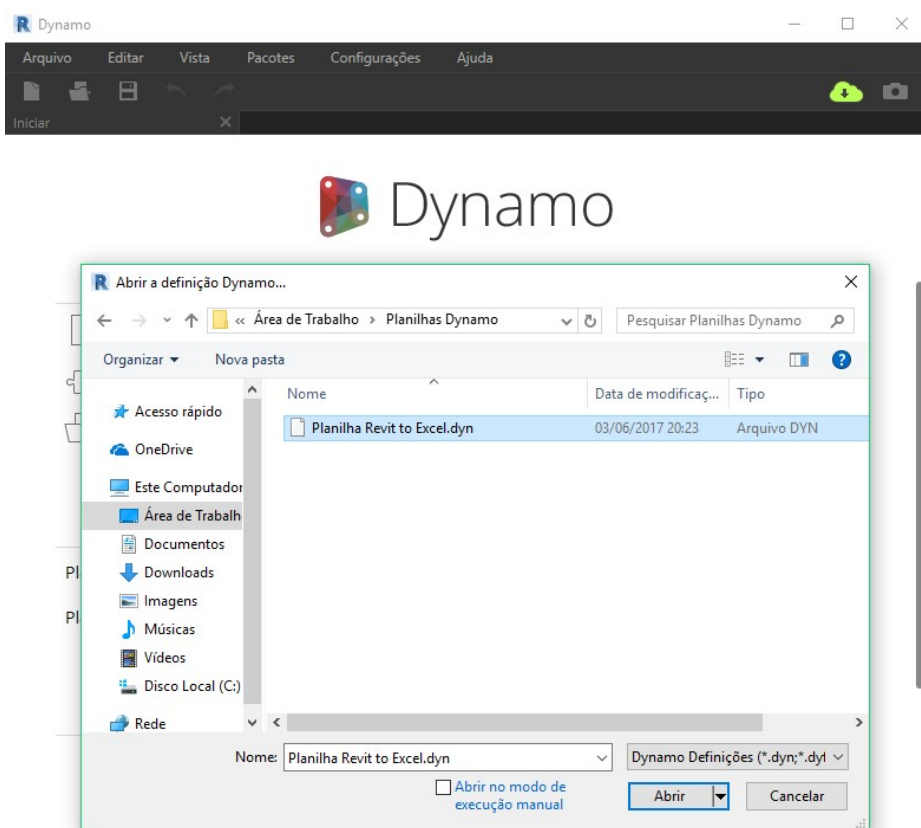 Dynamo
Arquivo Editar Vista Pacotes Configurações Ajuda
Iniciar
Dynamo
Abrir a definição Dynamo...
« Área de Trabalho › Planilhas Dynamo
Pesquisar Planilhas Dynamo
Organizar Nova pasta
Nome Data de modificaç... Tipo
Acesso rápido
Planilha Revit to Excel.dyn 03/06/2017 20:23 Arquivo DYN
OneDrive
Este Computador
Área de Trabalh
Documentos
Pl
Downloads
Imagens
Pl
Músicas
Vídeos
Disco Local (C:)
Rede
Nome: Planilha Revit to Excel.dyn Dynamo Definições (*.dyn;*.dyf
Abrir no modo de
execução manual
Abrir Cancelar